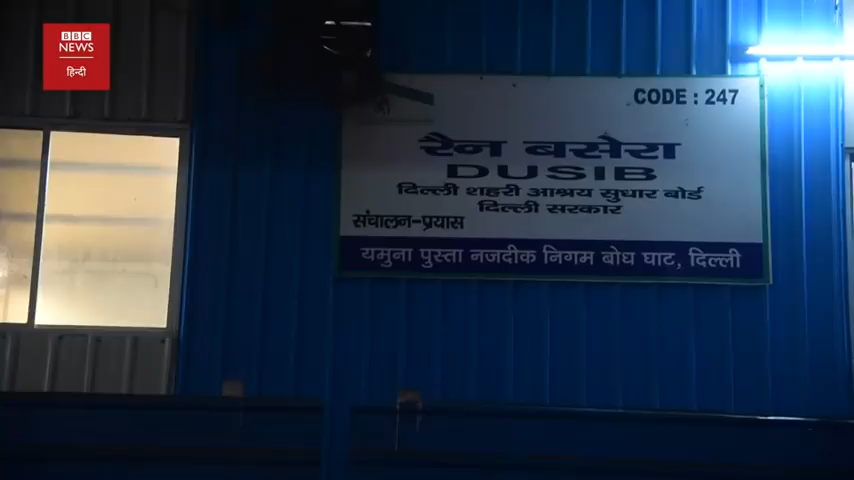 BBC
NEWS
हिन्दी
CODE : 247
रैन बसेरा
DUSIB
दिल्ली शहरी आश्रय सुधार बोर्ड
दिल्ली सरकार
संचालन-प्रयास
यमुना पुस्ता नजदीक निगम बोध घाट, दिल्ली